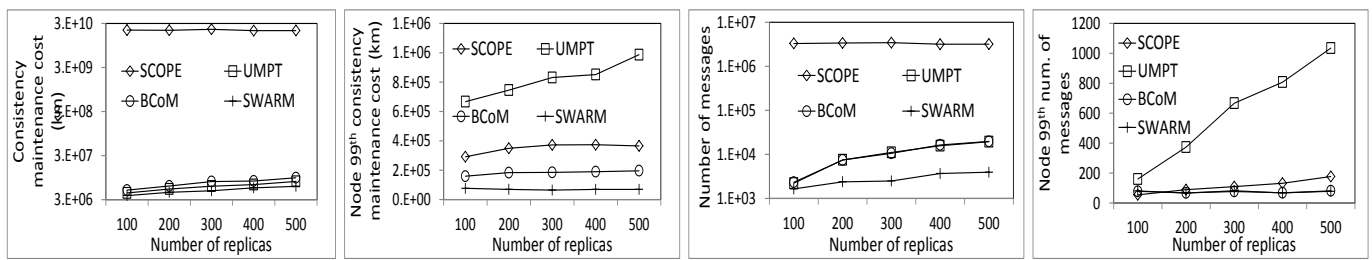 Consistency
maintenance cost
(km)
3.E+10
3.E+09
3.E+08
3.E+07
3.E+06
SCOPE
UMPT
BCoM
SWARM
100 200 300 400 500
Number of replicas
Node 99th consistency
maintenance cost (km)
1.E+06
1.E+06
8.E+05
6.E+05
4.E+05
2.E+05
0.E+00
SCOPE
UMPT
BCoM
SWARM
100 200 300 400 500
Number of replicas
Number of messages
1.E+07
1.E+06
1.E+05
1.E+04
1.E+03
SCOPE
UMPT
BCoM
SWARM
100 200 300 400 500
Number of replicas
Node 99th num. of
messages
1200
1000
800
600
400
200
0
SCOPE
UMPT
BCoM
SWARM
100 200 300 400 500
Number of replicas